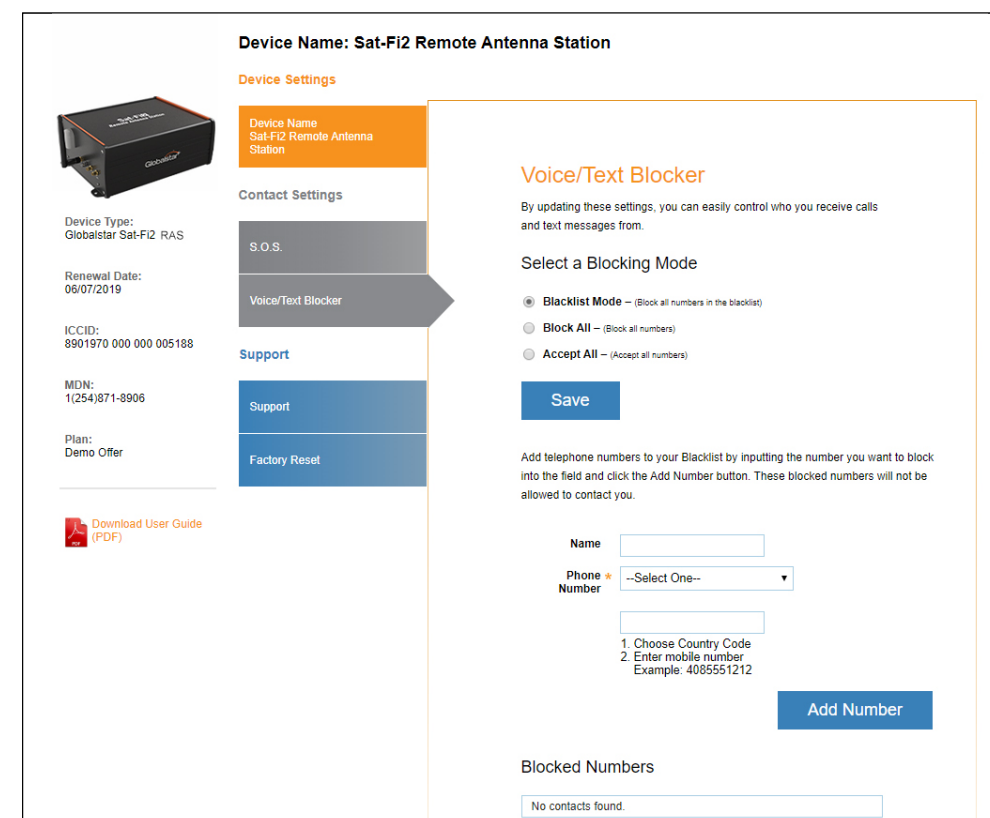 Device Name: Sat-Fi2 Remote Antenna Station
Sat-Fi2
Remote Antenna Station
Globalstar
Device Type:
Globalstar Sat-Fi2 RAS
Renewal Date:
06/07/2019
ICCID:
8901970 000 000 005188
MDN:
1(254)871-8906
Plan:
Demo Offer
PDF
Download User Guide
(PDF)
Device Settings
Device Name
Sat-Fi2 Remote Antenna
Station
Contact Settings
S.O.S.
Voice/Text Blocker
Support
Support
Factory Reset
Voice/Text Blocker
By updating these settings, you can easily control who you receive calls
and text messages from.
Select a Blocking Mode
Blacklist Mode – (Block all numbers in the blacklist)
Block All – (Block all numbers)
Accept All – (Accept all numbers)
Save
Add telephone numbers to your Blacklist by inputting the number you want to block
into the field and click the Add Number button. These blocked numbers will not be
allowed to contact you.
Name
Phone * --Select One--
Number
1. Choose Country Code
2. Enter mobile number
Example: 4085551212
Add Number
Blocked Numbers
No contacts found.